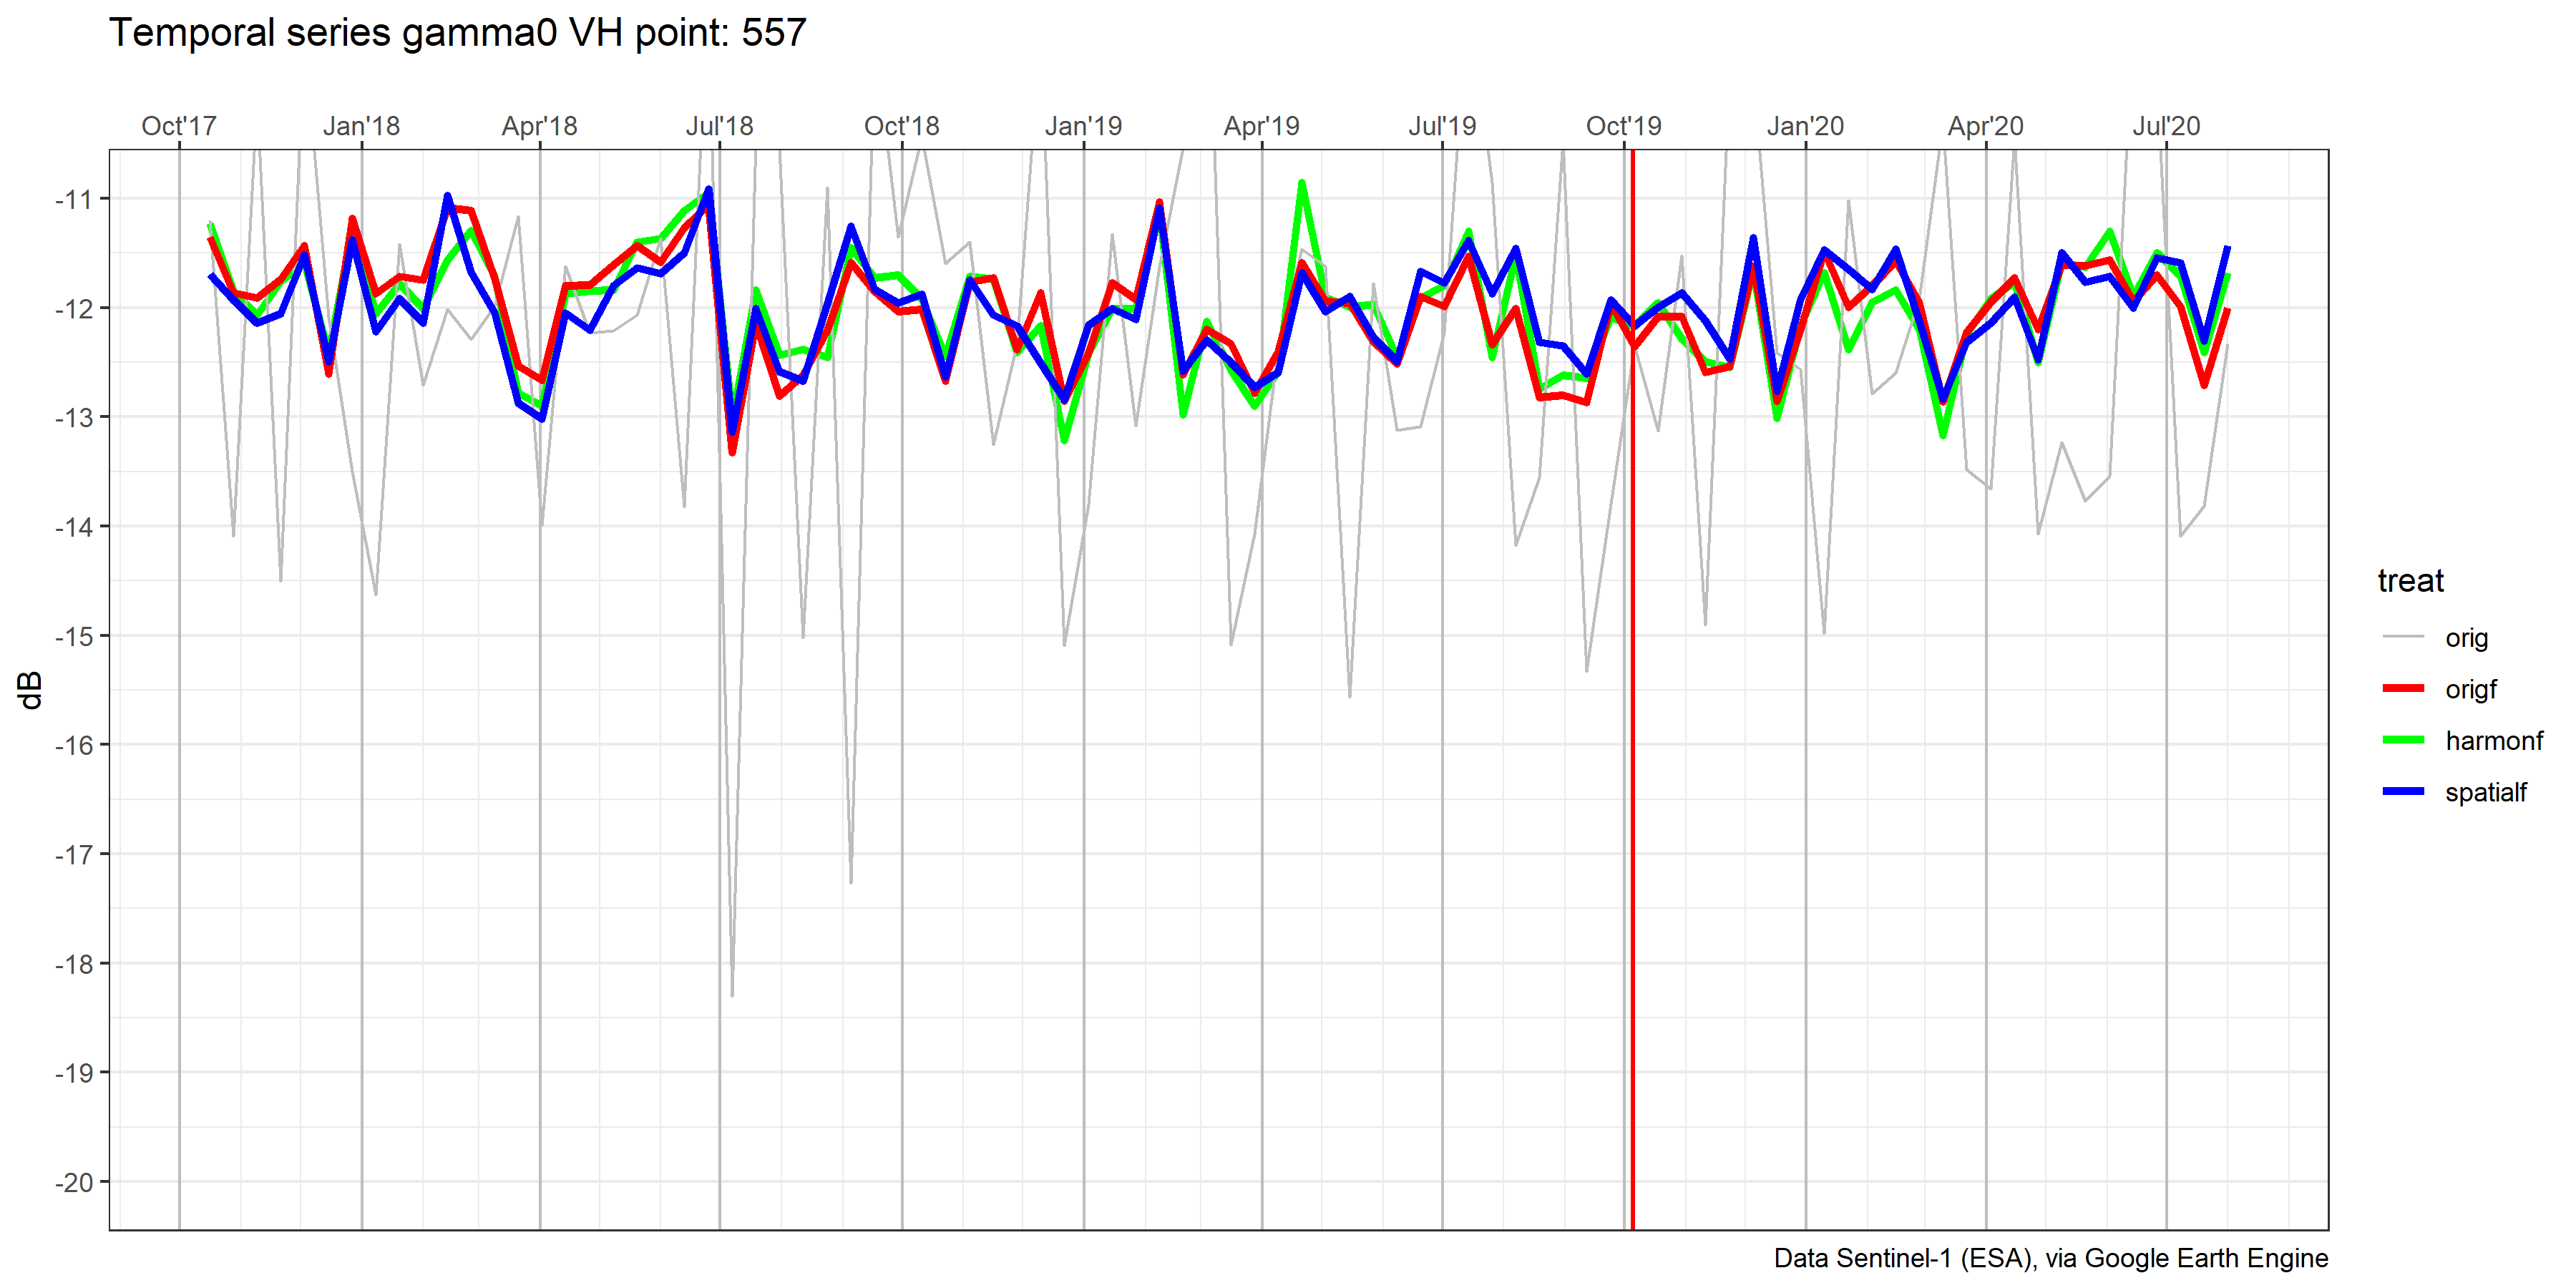 Temporal series gamma0 VH point: 557
Oct'17 Jan'18 Apr'18 Jul'18 Oct'18 Jan'19 Apr'19 Jul'19 Oct'19 Jan'20 Apr'20 Jul'20
-11
-12
-13
-14
-15
-16
-17
-18
-19
-20
dB
treat
orig
origf
harmonf
spatialf
Data Sentinel-1 (ESA), via Google Earth Engine